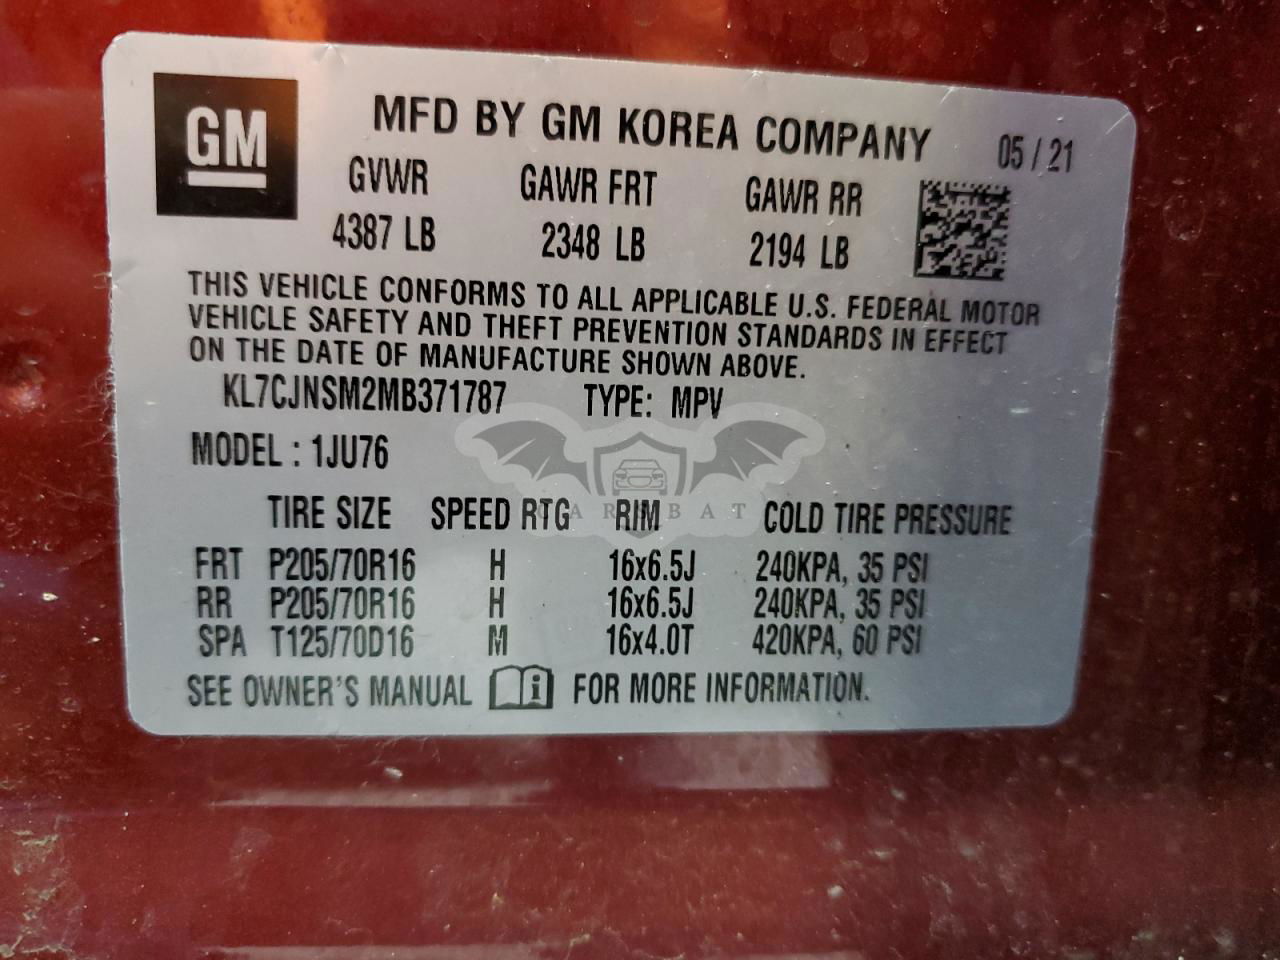 GM
MFD BY GM KOREA COMPANY 05 / 21
GVWR GAWR FRT GAWR RR
4387 LB 2348 LB 2194 LB
THIS VEHICLE CONFORMS TO ALL APPLICABLE U.S. FEDERAL MOTOR
VEHICLE SAFETY AND THEFT PREVENTION STANDARDS IN EFFECT
ON THE DATE OF MANUFACTURE SHOWN ABOVE.
KL7CJNSM2MB371787 TYPE: MPV
MODEL : 1JU76
CARSBAT
TIRE SIZE SPEED RTG RIM COLD TIRE PRESSURE
FRT P205/70R16 H 16x6.5J 240KPA, 35 PSI
RR P205/70R16 H 16x6.5J 240KPA, 35 PSI
SPA T125/70D16 M 16x4.0T 420KPA, 60 PSI
SEE OWNER'S MANUAL i FOR MORE INFORMATION.